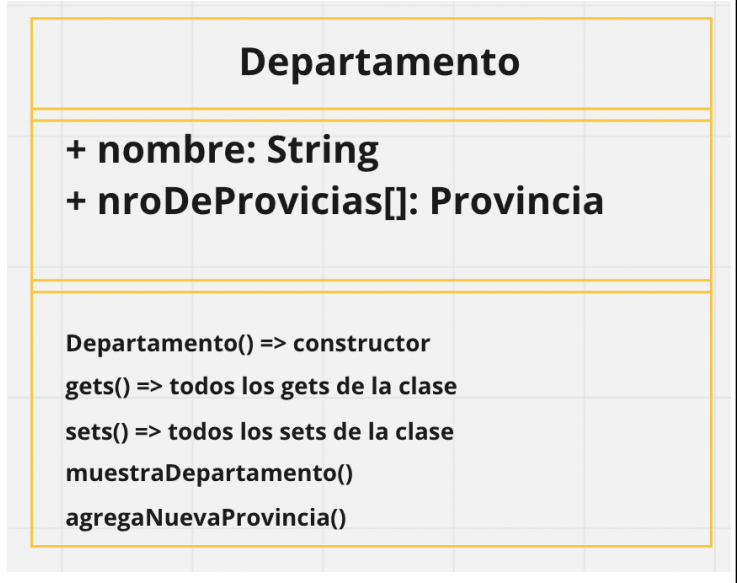 Departamento
+ nombre: String
+ nroDeProvicias[]: Provincia
Departamento() => constructor
gets() => todos los gets de la clase
sets() => todos los sets de la clase
muestraDepartamento()
agregaNuevaProvincia()